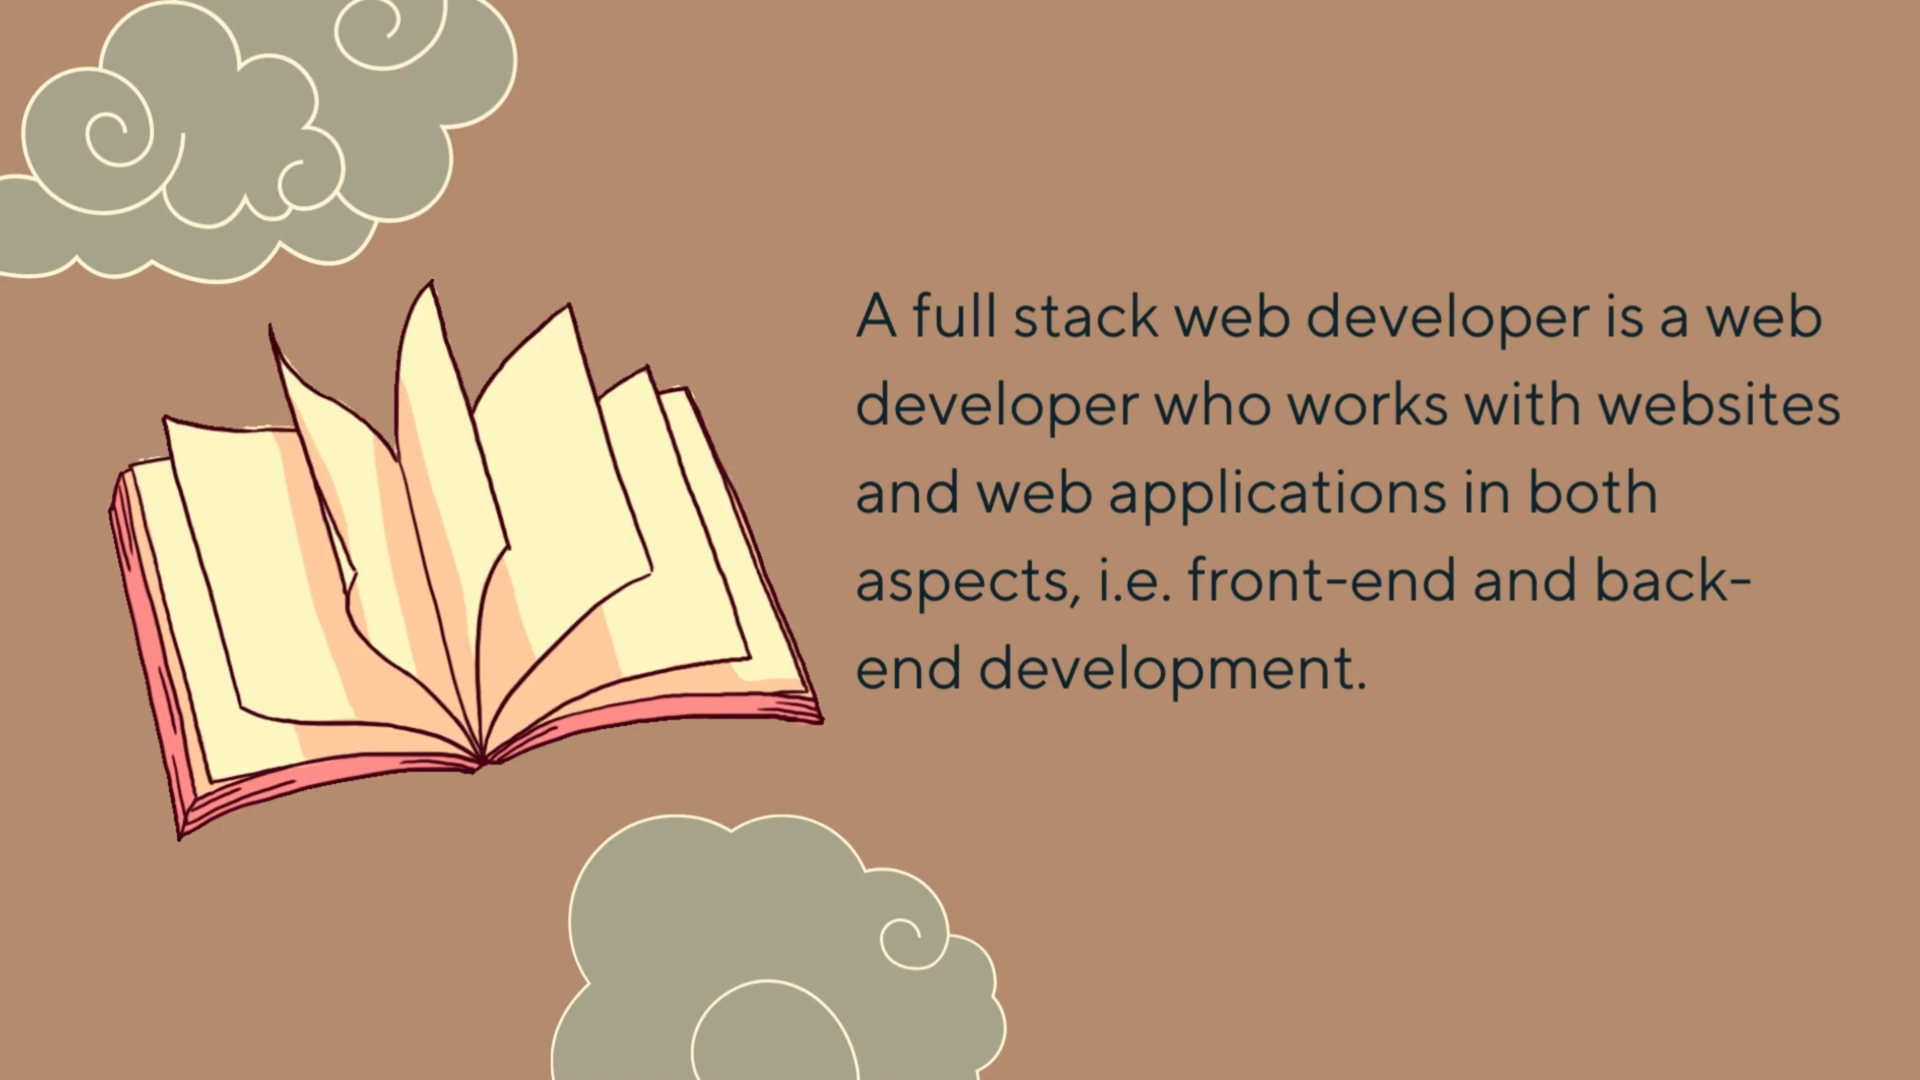 A full stack web developer is a web
developer who works with websites
and web applications in both
aspects, i.e. front-end and back-
end development.